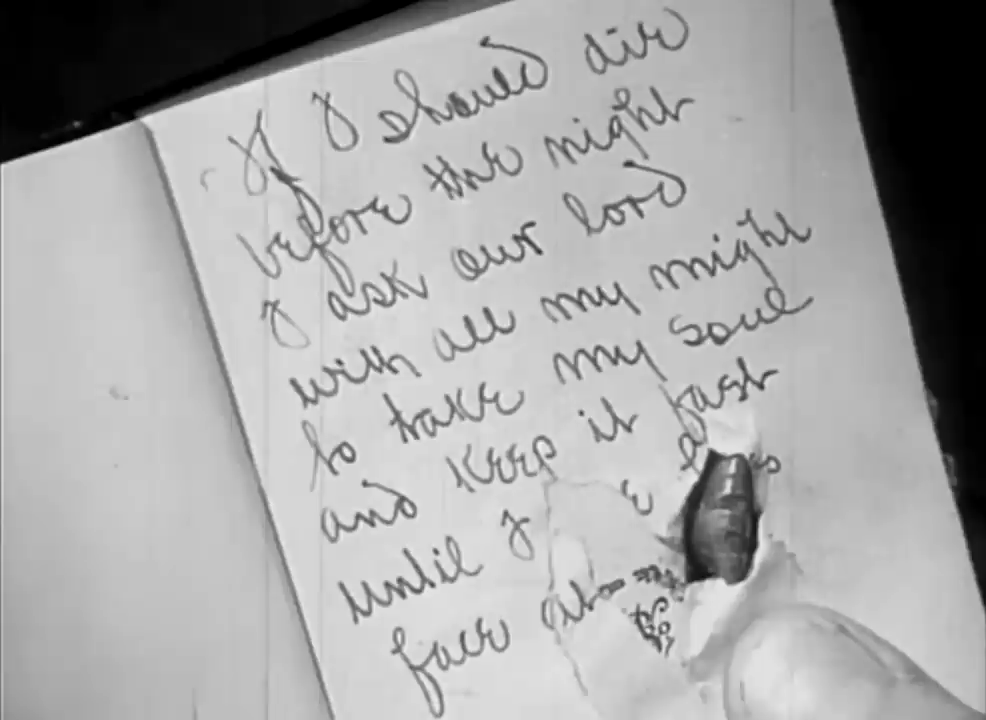 If I should die
before the night
I ask our lord
with all my might
to take my soul
and keep it fast
until I
face at